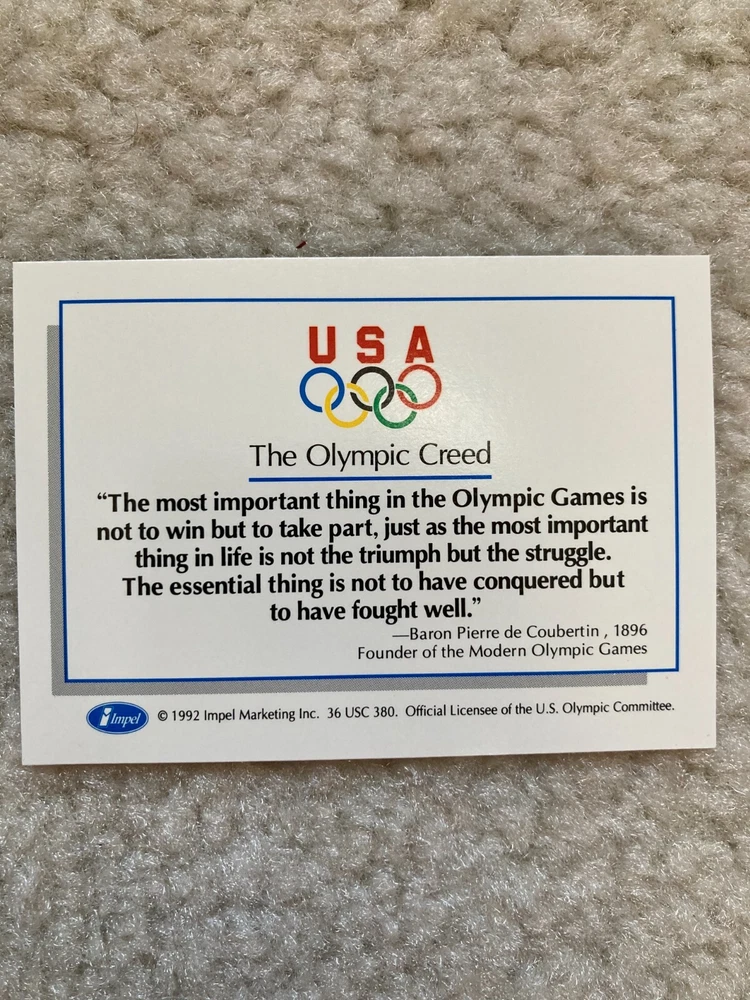 USA
The Olympic Creed
“The most important thing in the Olympic Games is
not to win but to take part, just as the most important
thing in life is not the triumph but the struggle.
The essential thing is not to have conquered but
to have fought well.”
—Baron Pierre de Coubertin , 1896
Founder of the Modern Olympic Games
Impel © 1992 Impel Marketing Inc. 36 USC 380. Official Licensee of the U.S. Olympic Committee.